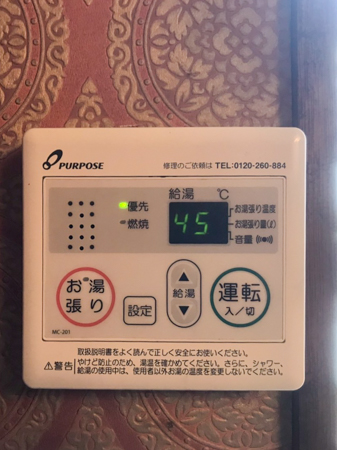 PURPOSE
修理のご依頼は TEL:0120-260-884
給湯 ℃
優先
燃焼
45
お湯張り温度
お湯張り量(ℓ)
音量
お湯張り
設定
給湯
運転
入/切
MC-201
取扱説明書をよく読んで正しく安全にお使いください。
⚠警告 やけど防止のため、湯温を確かめてください。さらに、シャワー、
給湯の使用中は、使用者以外お湯の温度を変更しないでください。